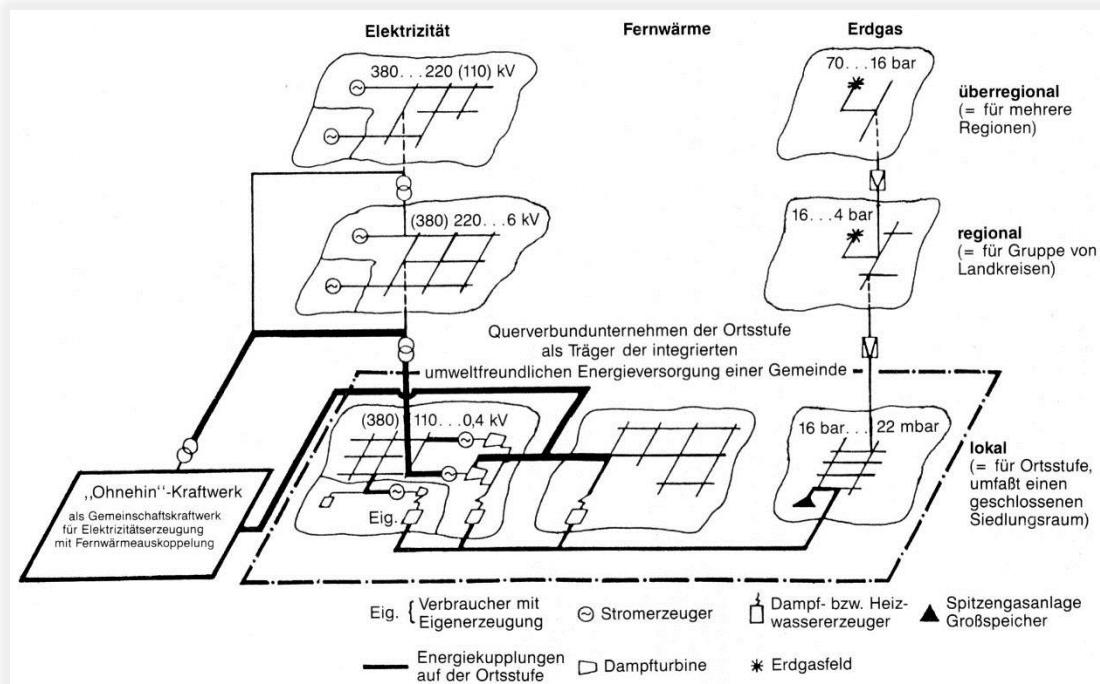 Elektrizität
Fernwärme
Erdgas
380...220 (110) kV
70...16 bar
überregional
(= für mehrere
Regionen)
(380) 220...6 kV
16...4 bar
regional
(= für Gruppe von
Landkreisen)
Querverbundunternehmen der Ortsstufe
als Träger der integrierten
umweltfreundlichen Energieversorgung einer Gemeinde
(380) 110...0,4 kV
16 bar...22 mbar
lokal
(= für Ortsstufe,
umfaßt einen
geschlossenen
Siedlungsraum)
„Ohnehin"-Kraftwerk
als Gemeinschaftskraftwerk
für Elektrizitätserzeugung
mit Fernwärmeauskoppelung
Eig.
Eig. { Verbraucher mit
Eigenerzeugung
Stromerzeuger
Dampf- bzw. Heiz-
wassererzeuger
Spitzengasanlage
Großspeicher
Energiekupplungen
auf der Ortsstufe
Dampfturbine
Erdgasfeld